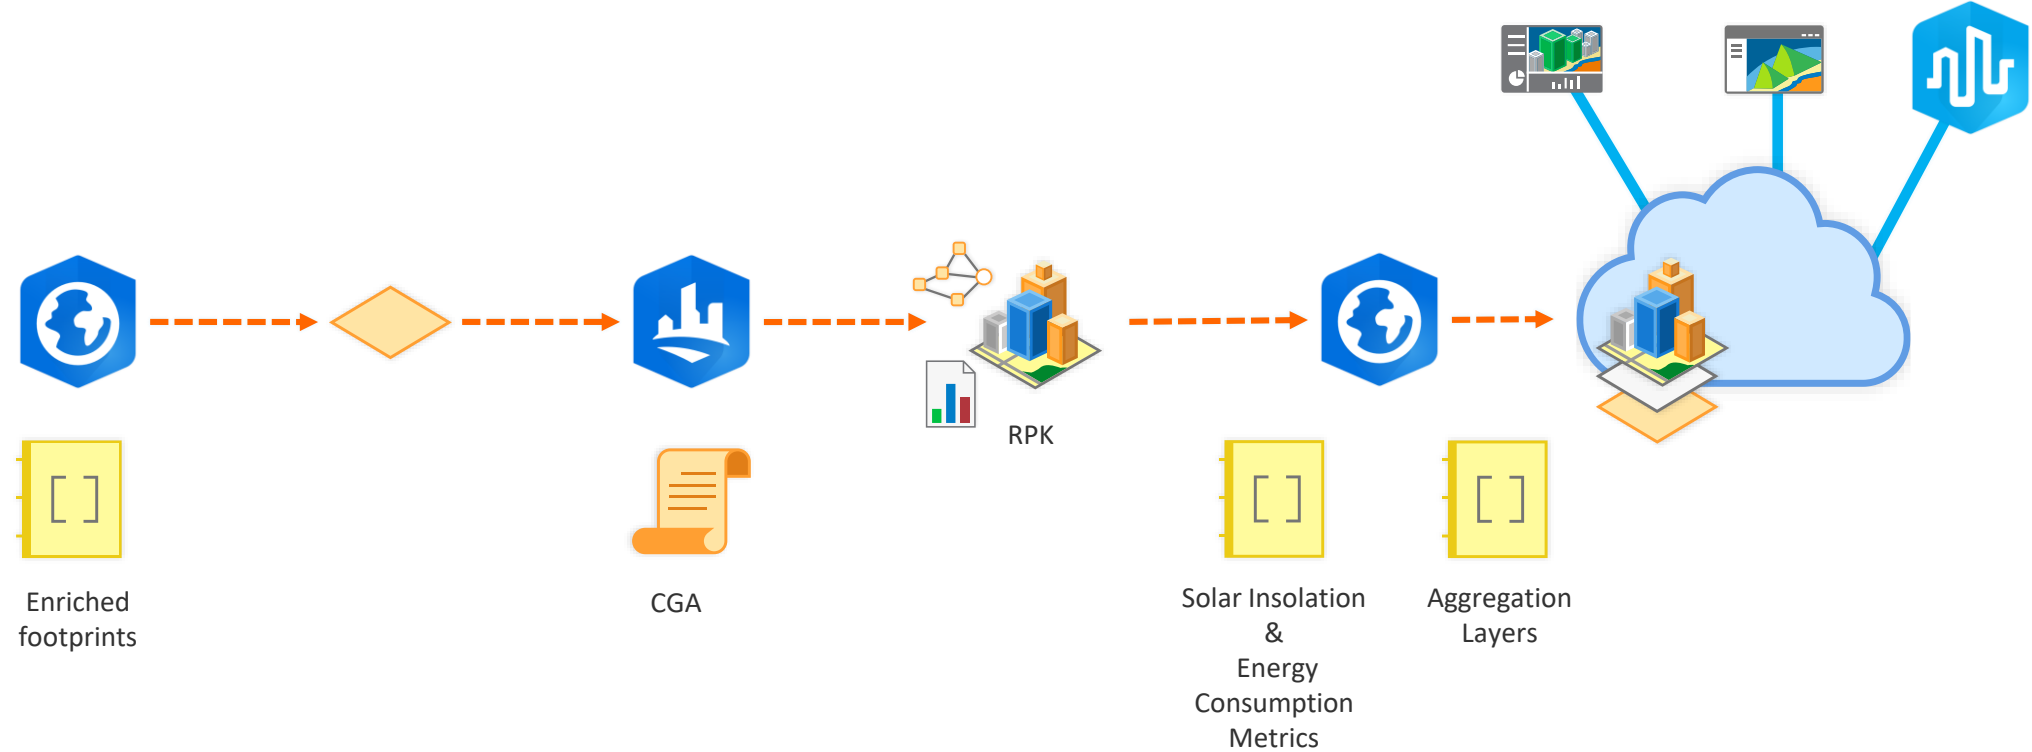 RPK
Enriched
footprints
CGA
Solar Insolation
&
Energy
Consumption
Metrics
Aggregation
Layers